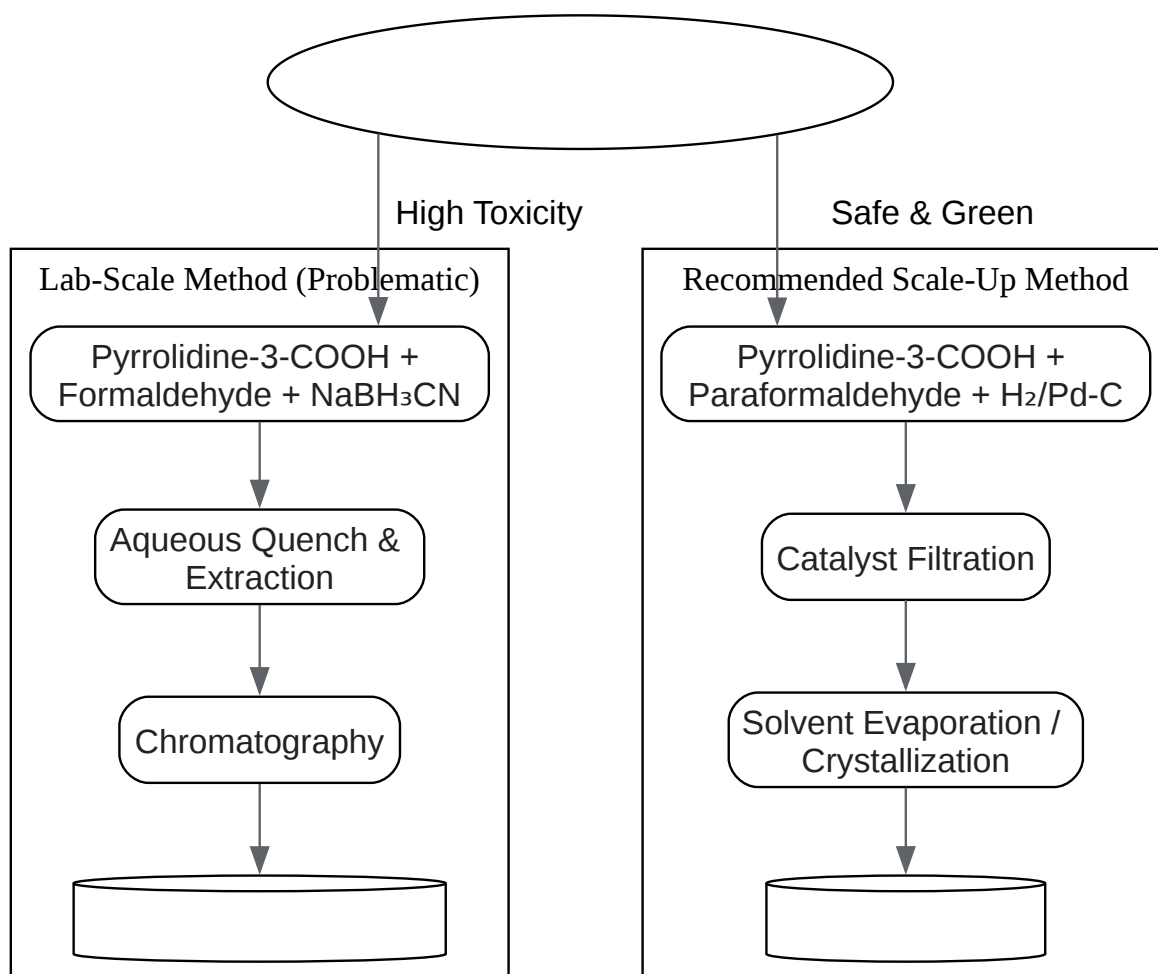 High Toxicity
Safe & Green
Lab-Scale Method (Problematic)
Pyrrolidine-3-COOH +
Formaldehyde + NaBH₃CN
Aqueous Quench &
Extraction
Chromatography
Recommended Scale-Up Method
Pyrrolidine-3-COOH +
Paraformaldehyde + H₂/Pd-C
Catalyst Filtration
Solvent Evaporation /
Crystallization